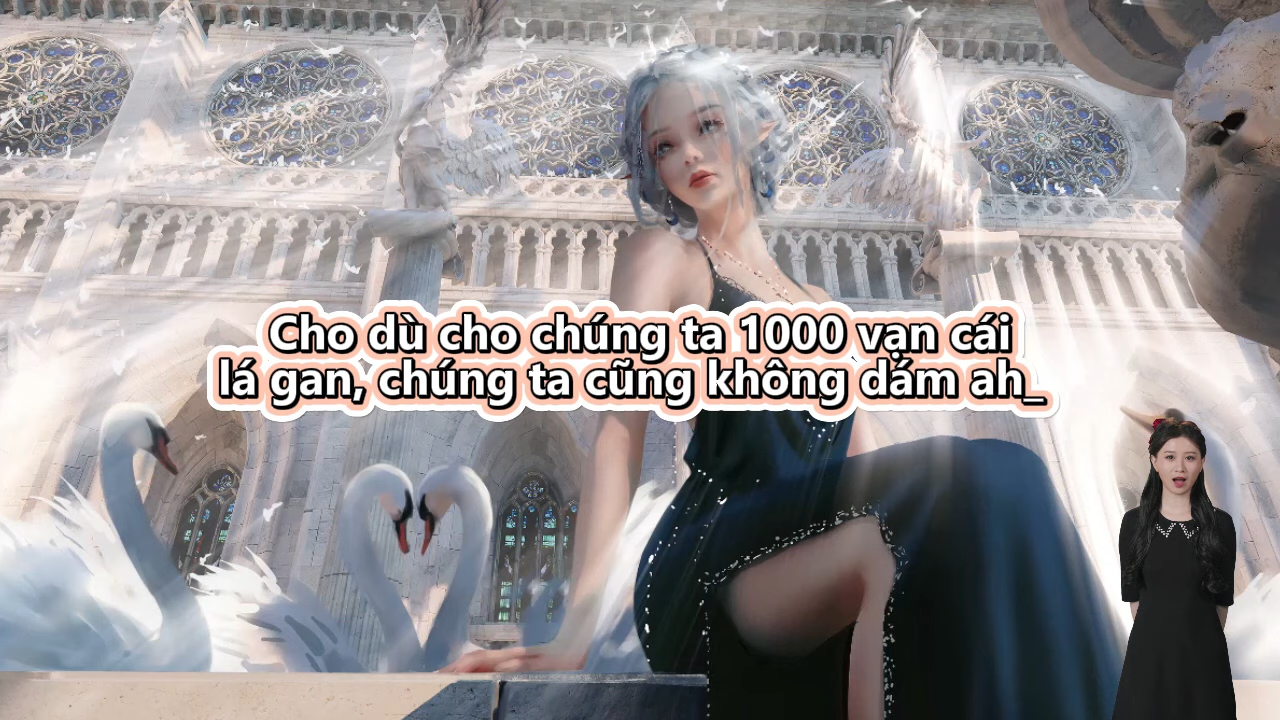 Cho dù cho chúng ta 1000 vạn cái
lá gan, chúng ta cũng không dám ah_